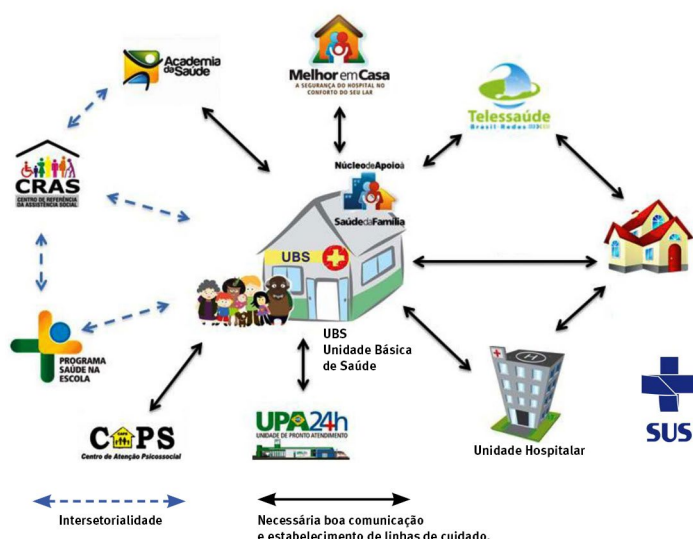 Academia
da Saúde
Melhor em Casa
A SEGURANÇA DO HOSPITAL NO
CONFORTO DO SEU LAR
Telessaúde
Brasil-Redes
CRAS
CENTRO DE REFERÊNCIA
DA ASSISTÊNCIA SOCIAL
Núcleo de Apoio à
Saúde da Família
UBS
UBS
Unidade Básica
de Saúde
PROGRAMA
SAÚDE NA
ESCOLA
CAPS
CAPS
Centro de Atenção Psicossocial
UPA 24h
UNIDADE DE PRONTO ATENDIMENTO
H
Unidade Hospitalar
SUS
Intersetorialidade
Necessária boa comunicação
e estabelecimento de linhas de cuidado.